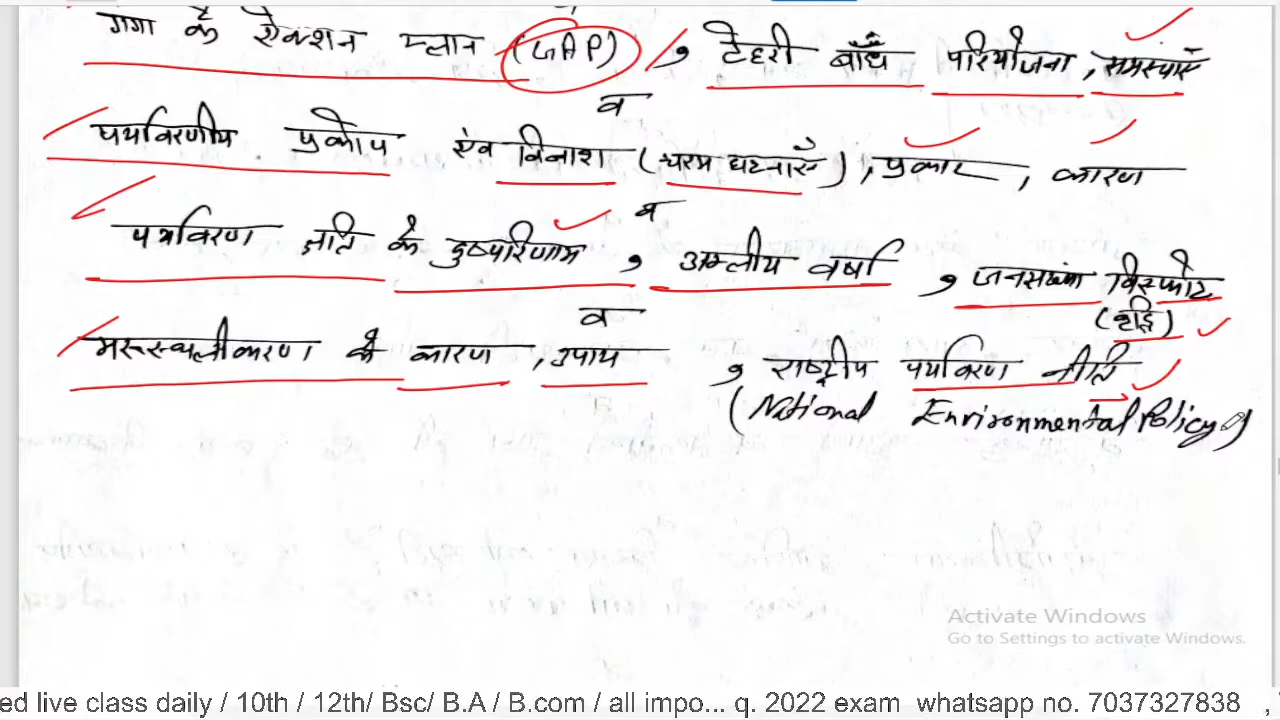 गंगा के ऐक्शन प्लान (GAP) , टेहरी बाँध परियोजना, समस्याएँ
व
पर्यावरणीय प्रकोप एंव विनाश (चरम घटनाएँ), प्रकार, कारण
व
पर्यावरण क्षति के दुष्परिणाम , अम्लीय वर्षा , जनसंख्या विस्फोट
(वृद्धि)
व
मरूस्थलीकरण के कारण , उपाय , राष्ट्रीय पर्यावरण नीति
(National Environmental Policy)
Activate Windows
Go to Settings to activate Windows.
ed live class daily / 10th / 12th/ Bsc/ B.A / B.com / all impo... q. 2022 exam whatsapp no. 7037327838 ,